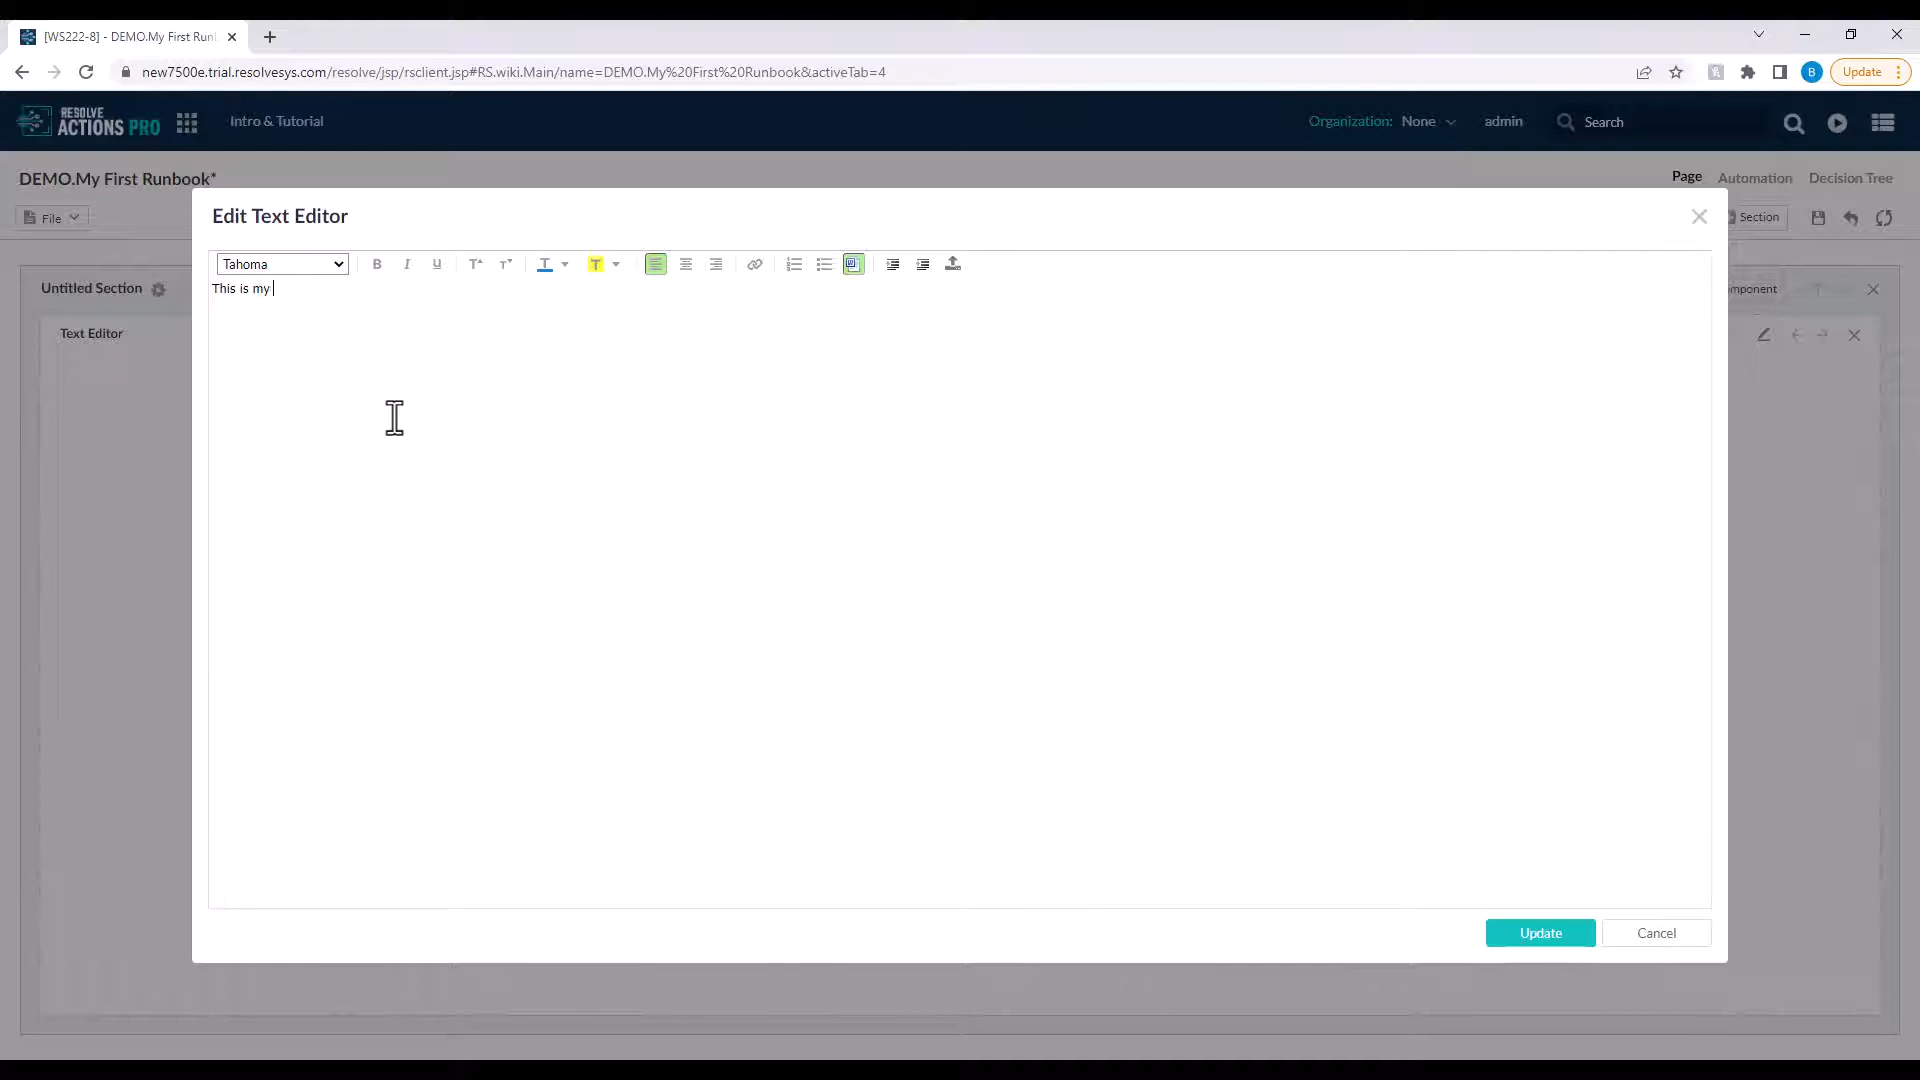 [WS222-8] - DEMO.My First Run
Update
new7500e.trial.resolvesys.com/resolve/jsp/rsclient.jsp#RS.wiki.Main/name=DEMO.My%20First%20Runbook&activeTab=4
B
RESOLVE
ACTIONS PRO
Intro & Tutorial
Organization: None
admin
Search
DEMO.My First Runbook*
Page
Automation
Decision Tree
File
Section
Edit Text Editor
Tahoma
B I U
This is my
Untitled Section
mponent
Text Editor
Update
Cancel